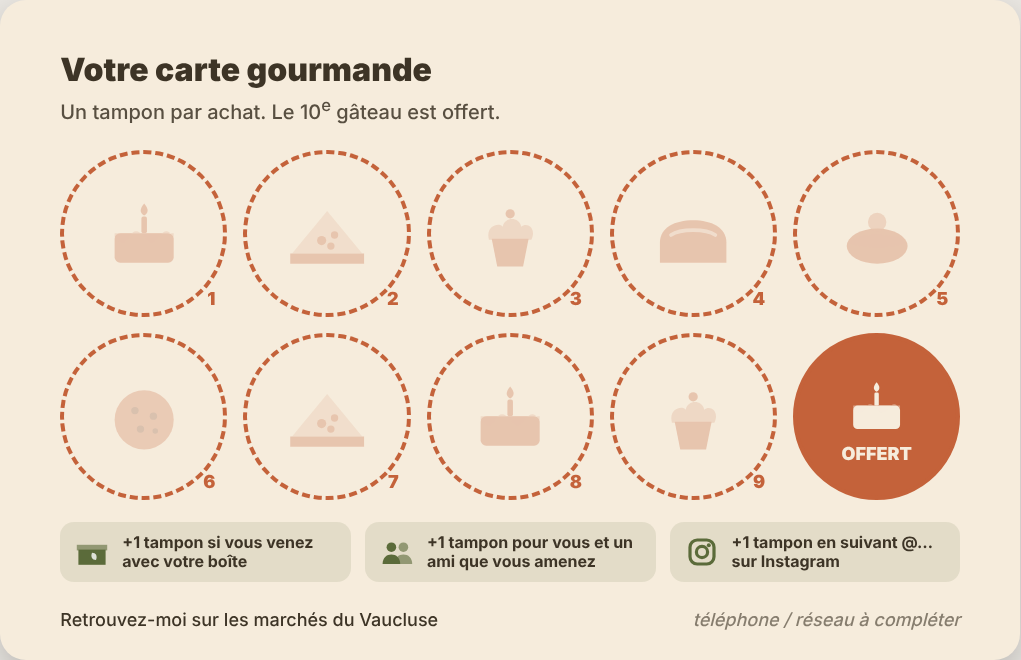 Votre carte gourmande
Un tampon par achat. Le 10e gâteau est offert.
1
2
3
4
5
6
7
8
9
OFFERT
+1 tampon si vous venez
avec votre boîte
+1 tampon pour vous et un
ami que vous amenez
+1 tampon en suivant @...
sur Instagram
Retrouvez-moi sur les marchés du Vaucluse
téléphone / réseau à compléter